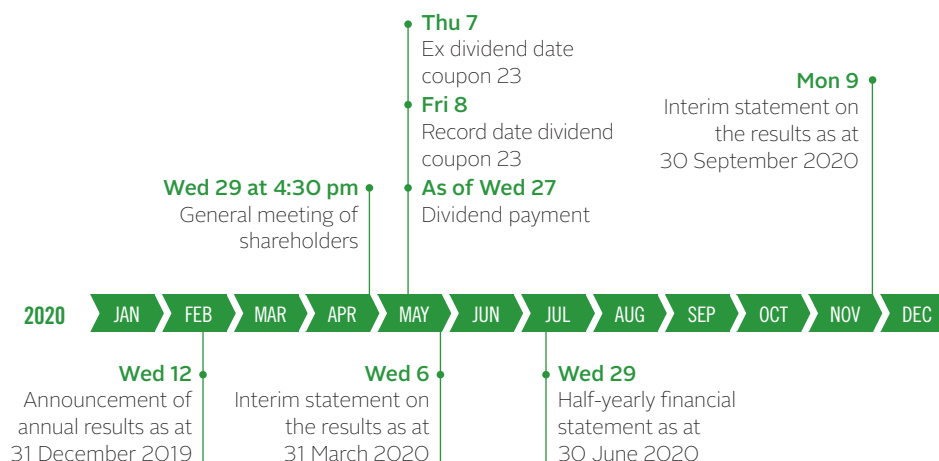 Thu 7
Ex dividend date
coupon 23
Fri 8
Record date dividend
coupon 23
As of Wed 27
Dividend payment
Mon 9
Interim statement on
the results as at
30 September 2020
Wed 29 at 4:30 pm
General meeting of
shareholders
2020
JAN
FEB
MAR
APR
MAY
JUN
JUL
AUG
SEP
OCT
NOV
DEC
Wed 12
Announcement of
annual results as at
31 December 2019
Wed 6
Interim statement on
the results as at
31 March 2020
Wed 29
Half-yearly financial
statement as at
30 June 2020